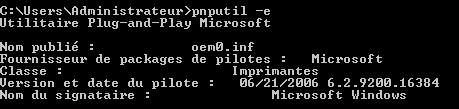 C:\Users\Administrateur>pnputil -e
Utilitaire Plug-and-Play Microsoft
Nom publié : oem0.inf
Fournisseur de packages de pilotes : Microsoft
Classe : Imprimantes
Version et date du pilote : 06/21/2006 6.2.9200.16384
Nom du signataire : Microsoft Windows